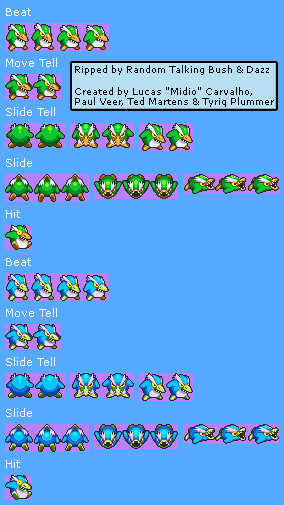 Beat
Move Tell
Ripped by Random Talking Bush & Dazz
Created by Lucas "Midio" Carvalho,
Paul Veer, Ted Martens & Tyriq Plummer
Slide Tell
Slide
Hit
Beat
Move Tell
Slide Tell
Slide
Hit